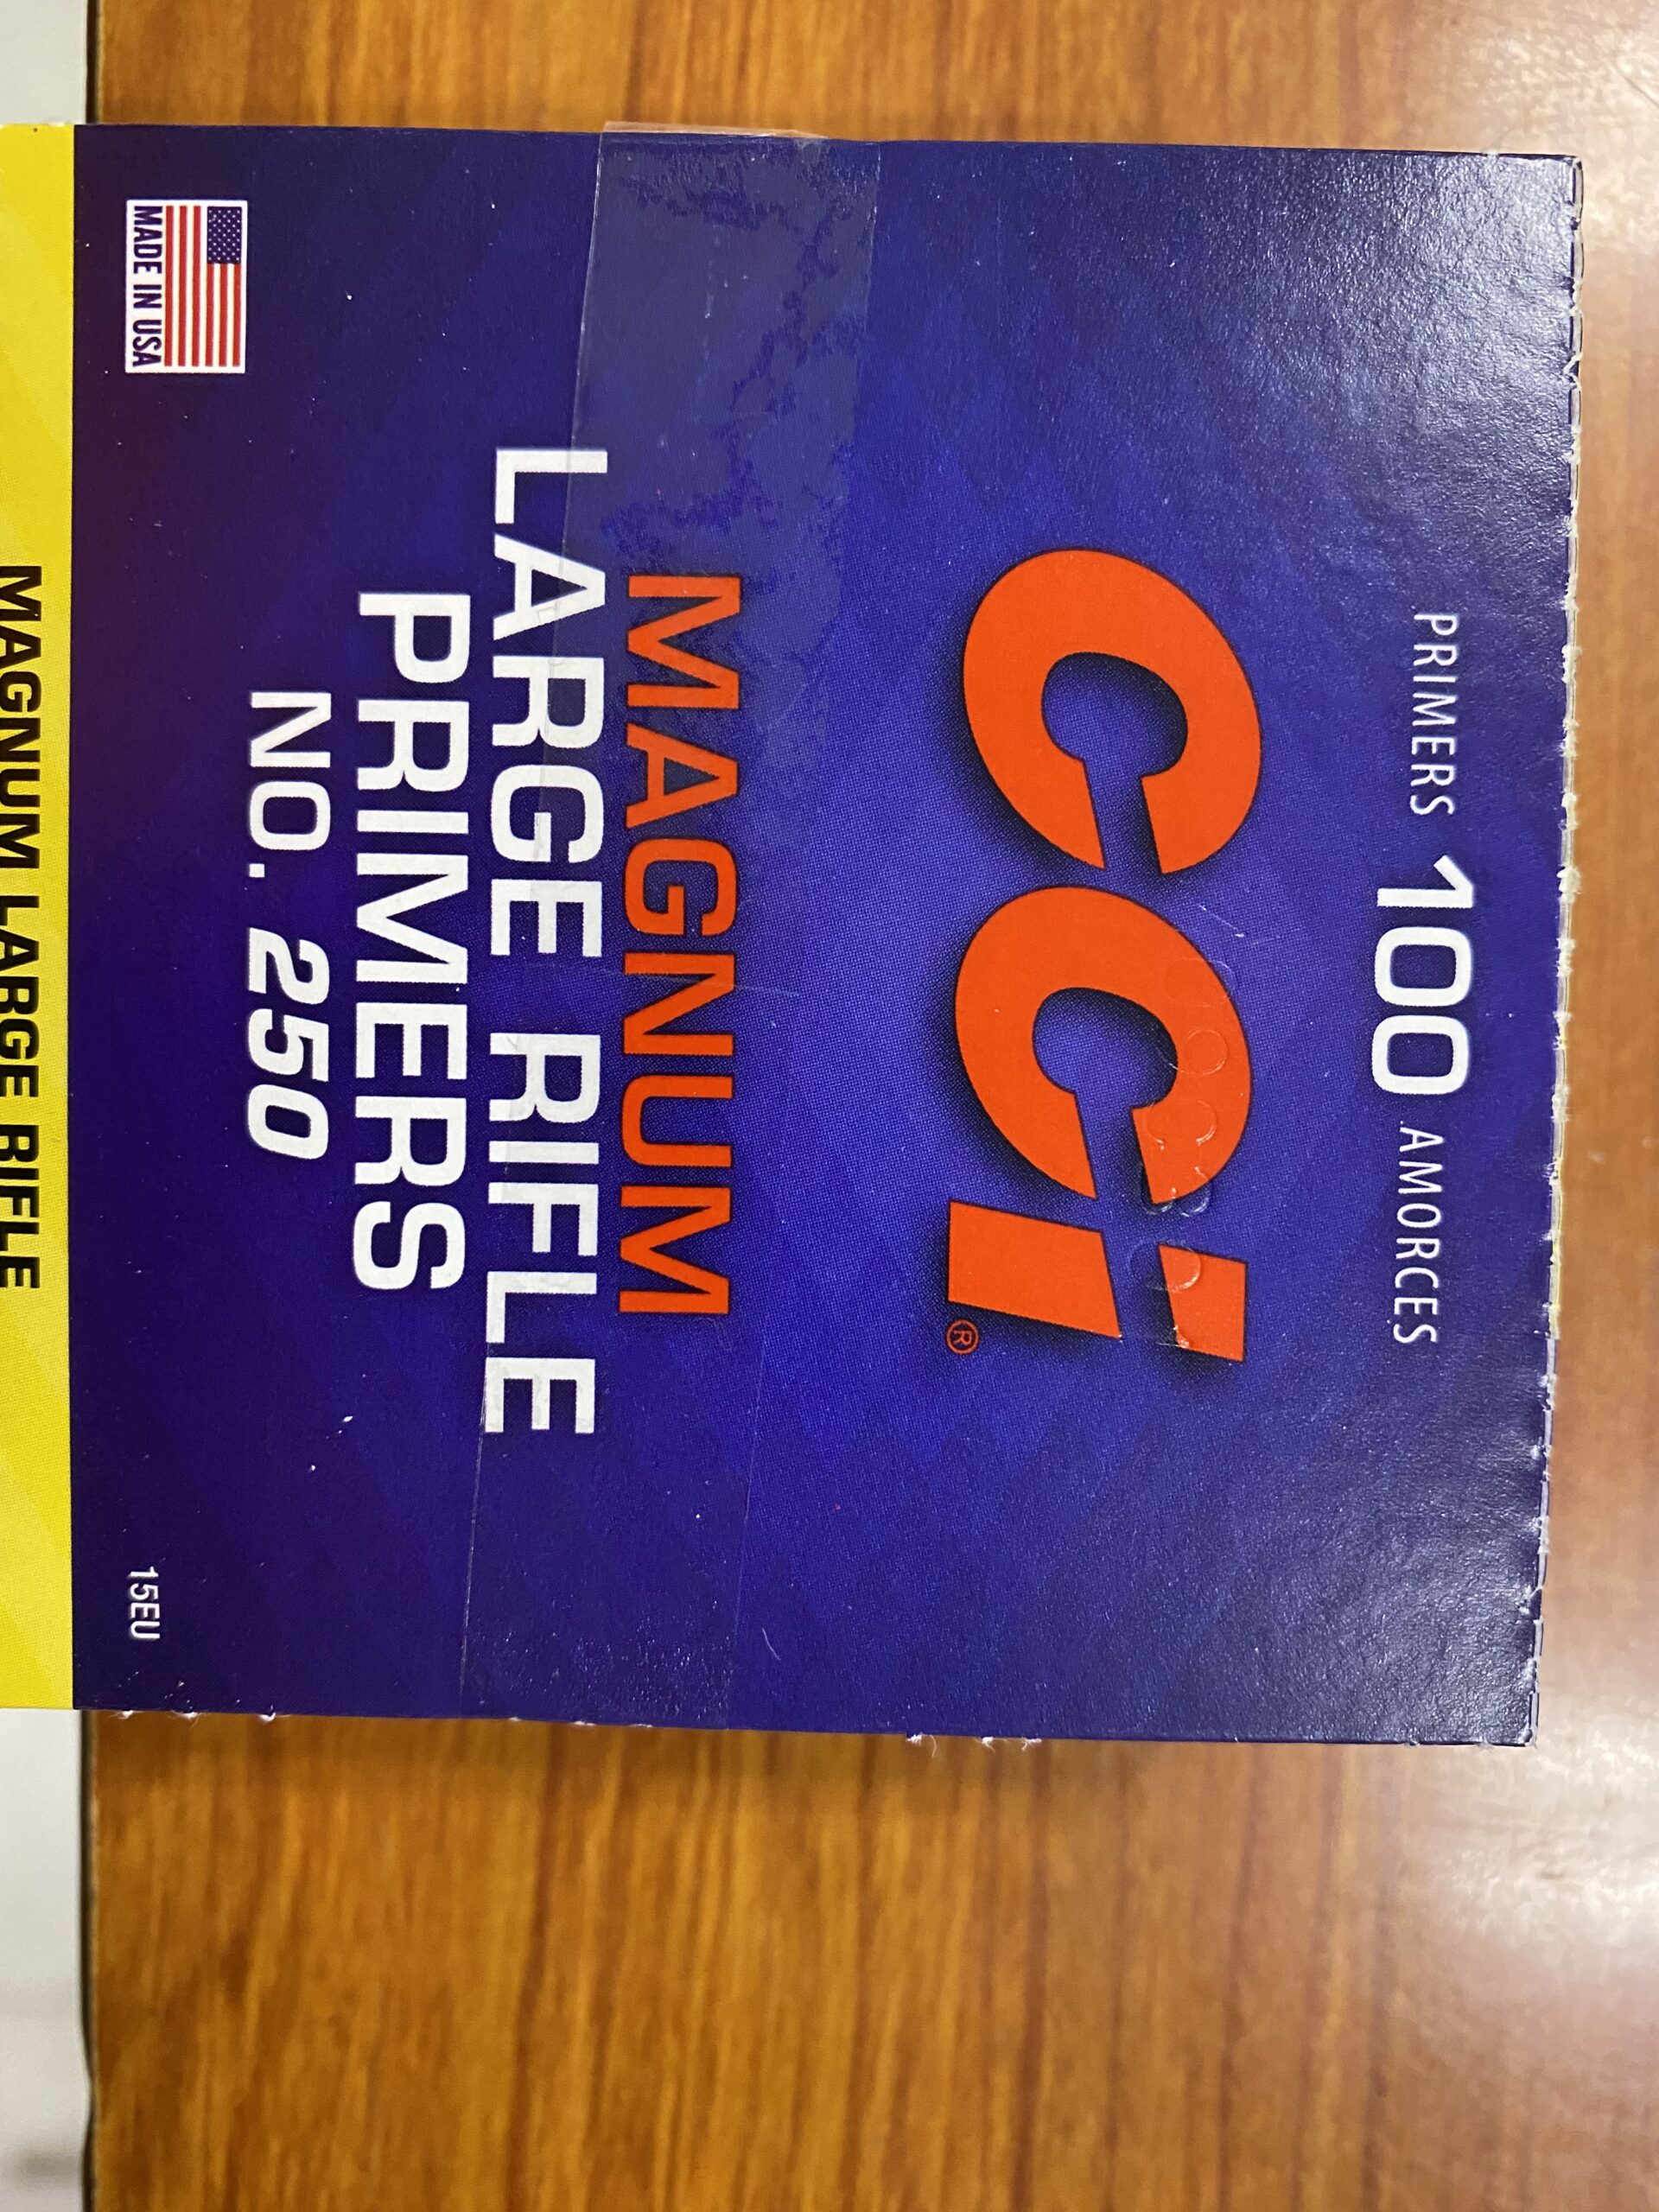 PRIMERS 100 AMORCES
CCi®
MAGNUM
LARGE RIFLE
PRIMERS
NO. 250
MADE IN USA
15EU
MAGNUM LARGE RIFLE